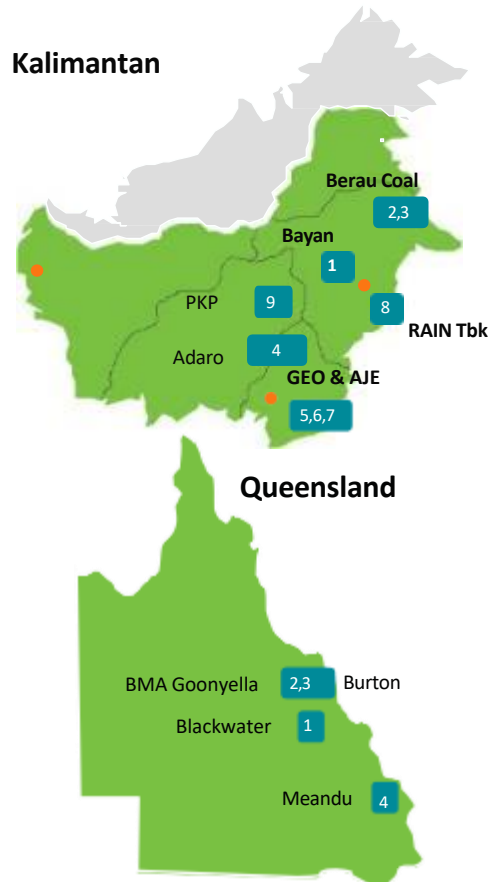 Kalimantan
Berau Coal
2,3
Bayan
1
PKP
9
8
RAIN Tbk
Adaro
4
GEO & AJE
5,6,7
Queensland
BMA Goonyella
2,3
Burton
Blackwater
1
Meandu
4